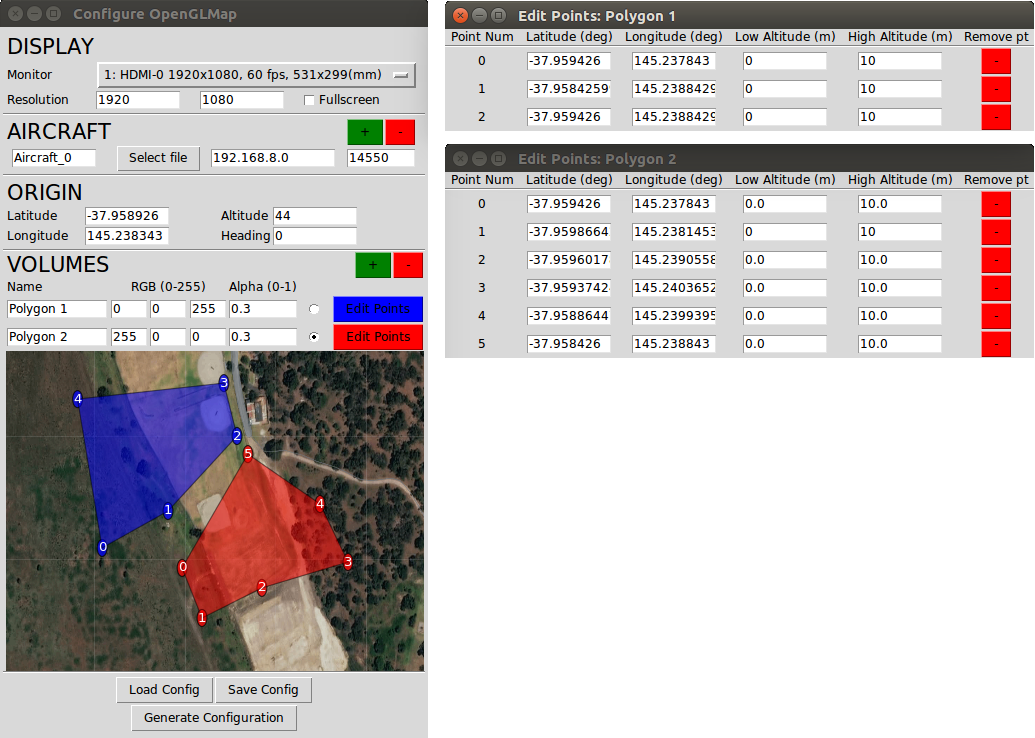 Configure OpenGLMap
DISPLAY
Monitor 1: HDMI-0 1920x1080, 60 fps, 531x299(mm)
Resolution 1920 1080 Fullscreen
AIRCRAFT + -
Aircraft_0 Select file 192.168.8.0 14550
ORIGIN
Latitude -37.958926 Altitude 44
Longitude 145.238343 Heading 0
VOLUMES + -
Name RGB (0-255) Alpha (0-1)
Polygon 1 0 0 255 0.3 Edit Points
Polygon 2 255 0 0 0.3 Edit Points
3
4
2
5
4
1
0
3
0
2
1
Load Config Save Config
Generate Configuration
Edit Points: Polygon 1
Point Num Latitude (deg) Longitude (deg) Low Altitude (m) High Altitude (m) Remove pt
0 -37.959426 145.237843 0 10 -
1 -37.9584259 145.2388429 0 10 -
2 -37.959426 145.2388429 0 10 -
Edit Points: Polygon 2
Point Num Latitude (deg) Longitude (deg) Low Altitude (m) High Altitude (m) Remove pt
0 -37.959426 145.237843 0.0 10.0 -
1 -37.9598664 145.2381453 0 10 -
2 -37.9596017 145.2390558 0.0 10.0 -
3 -37.9593742 145.2403652 0.0 10.0 -
4 -37.9588644 145.2399395 0.0 10.0 -
5 -37.958426 145.238843 0.0 10.0 -